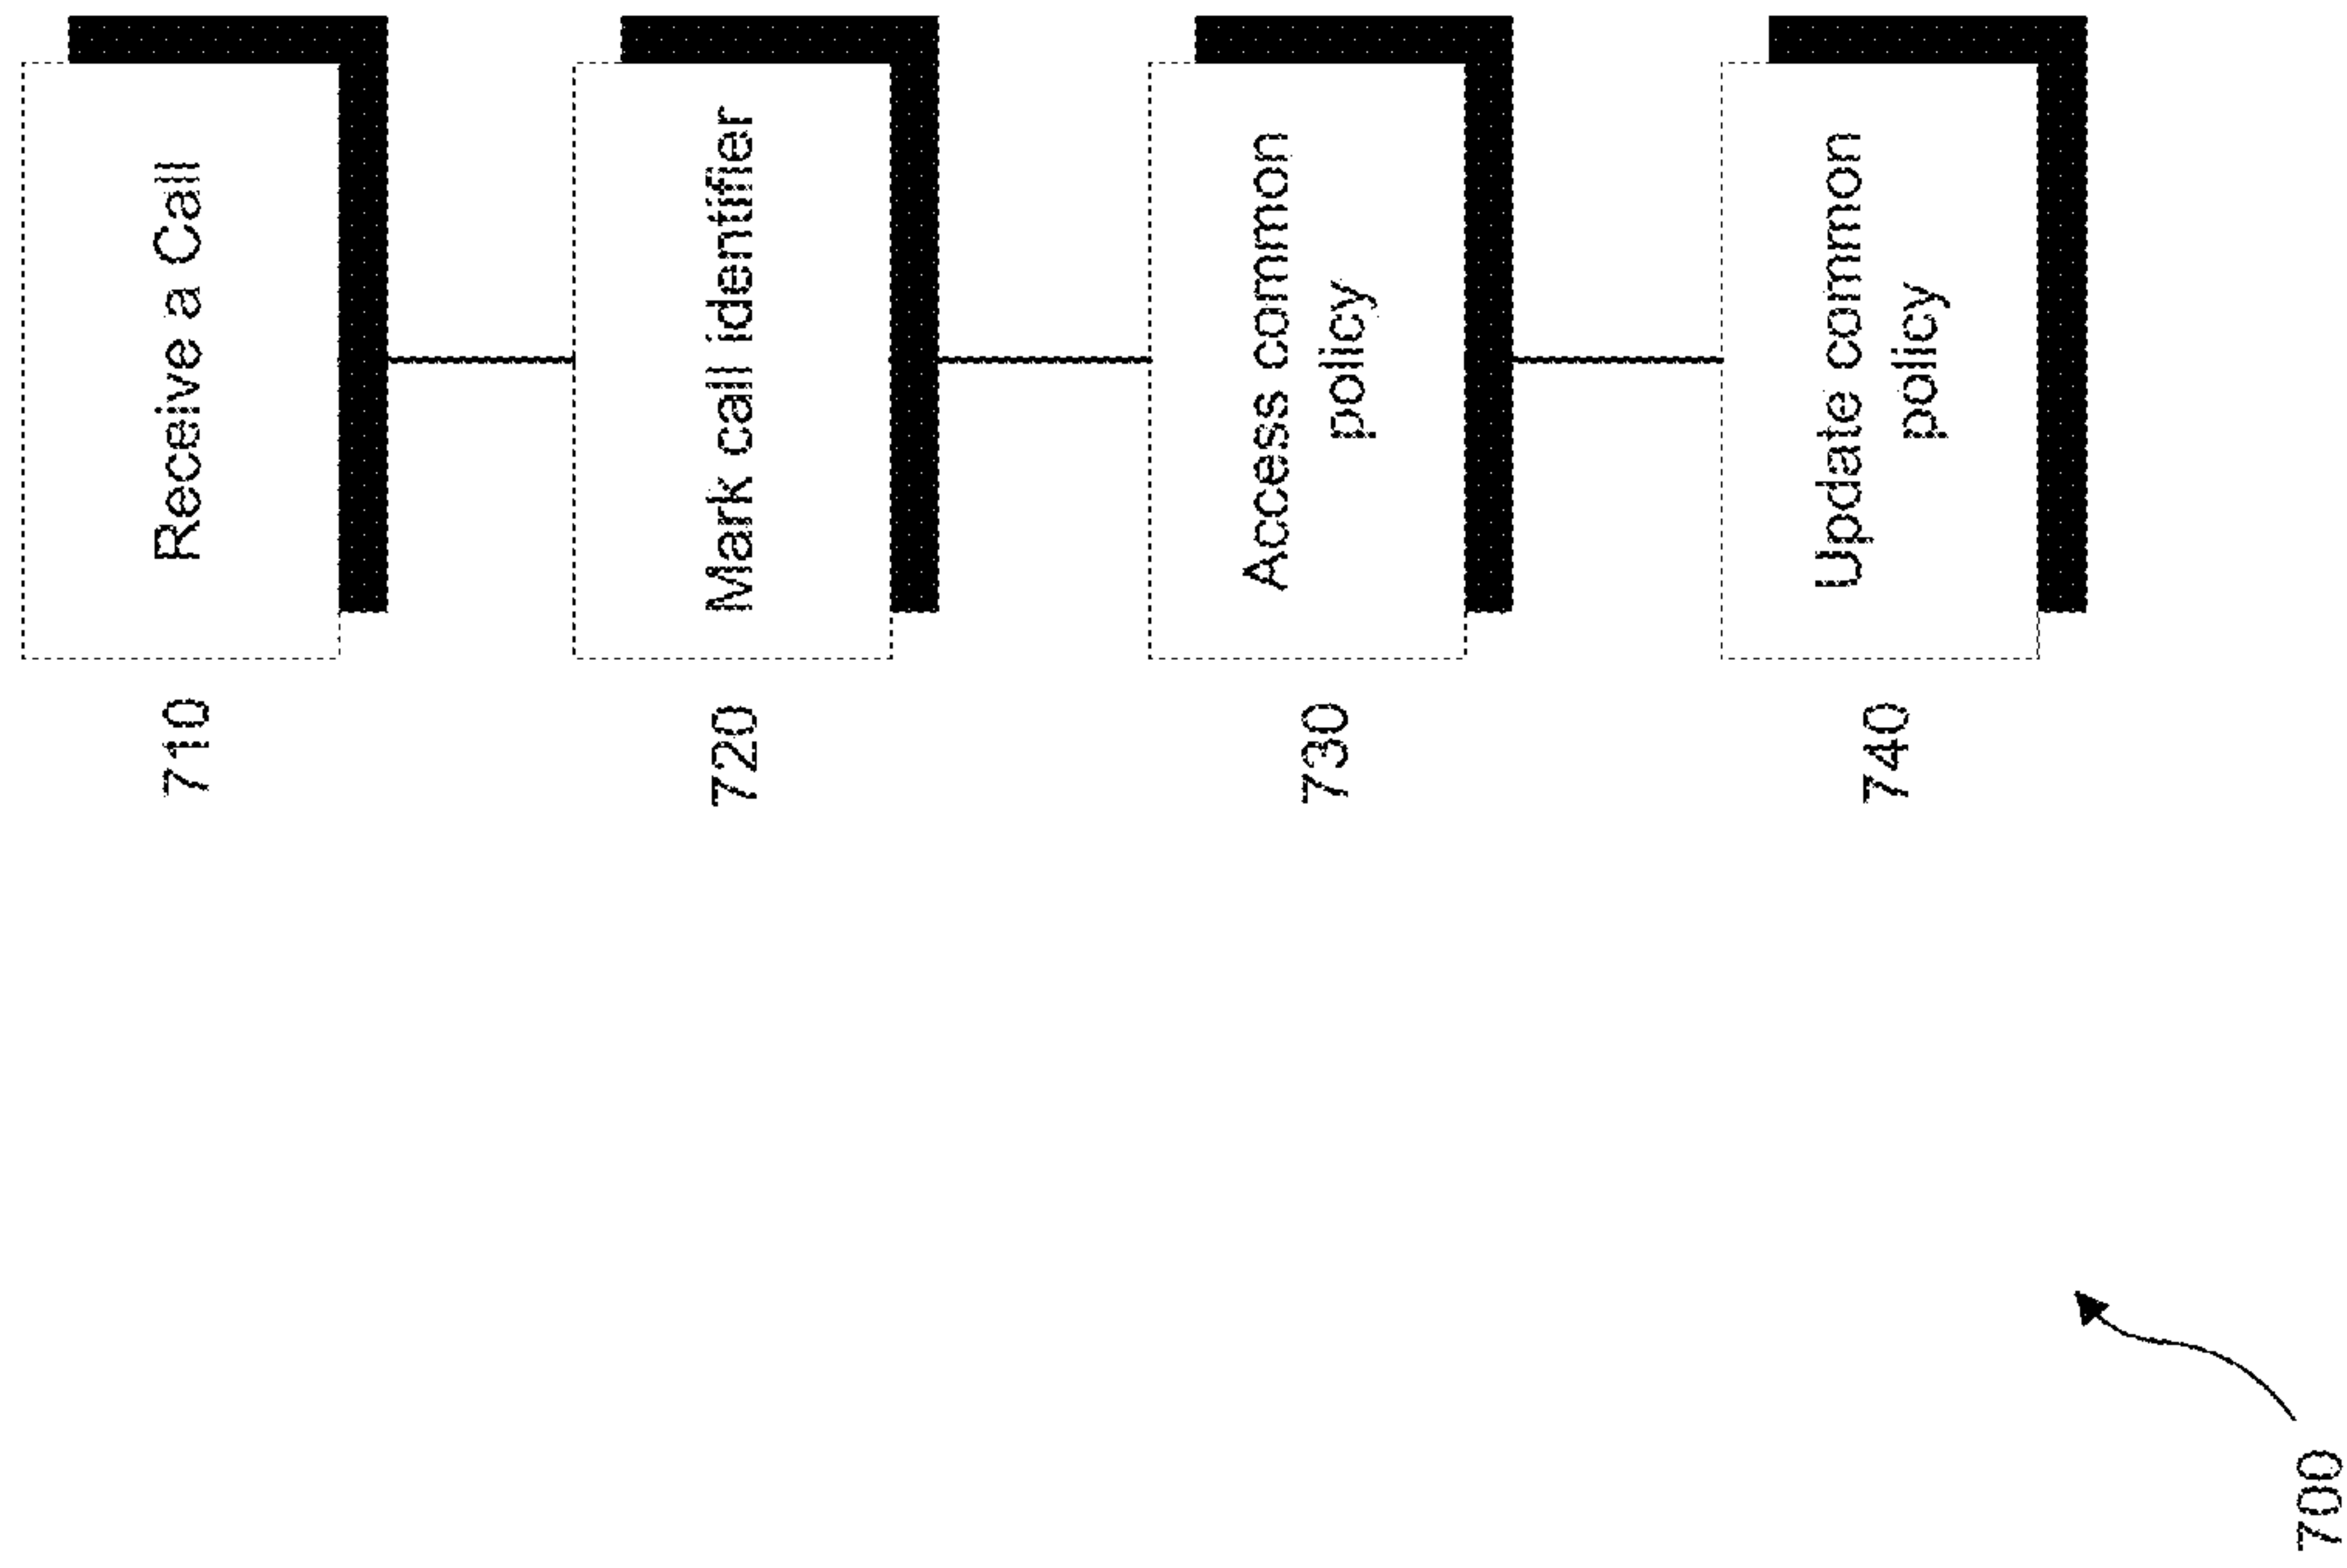 710
Receive a Call
720
Mark call identifier
730
Access common
policy
740
Update common
policy
700